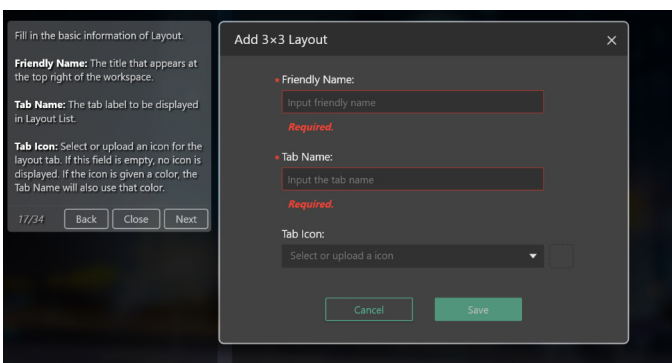 Fill in the basic information of Layout.
Friendly Name: The title that appears at
the top right of the workspace.
Tab Name: The tab label to be displayed
in Layout List.
Tab Icon: Select or upload an icon for the
layout tab. If this field is empty, no icon is
displayed. If the icon is given a color, the
Tab Name will also use that color.
17/34 Back Close Next
Add 3×3 Layout ×
* Friendly Name:
Input friendly name
Required.
* Tab Name:
Input the tab name
Required.
Tab Icon:
Select or upload a icon
Cancel Save